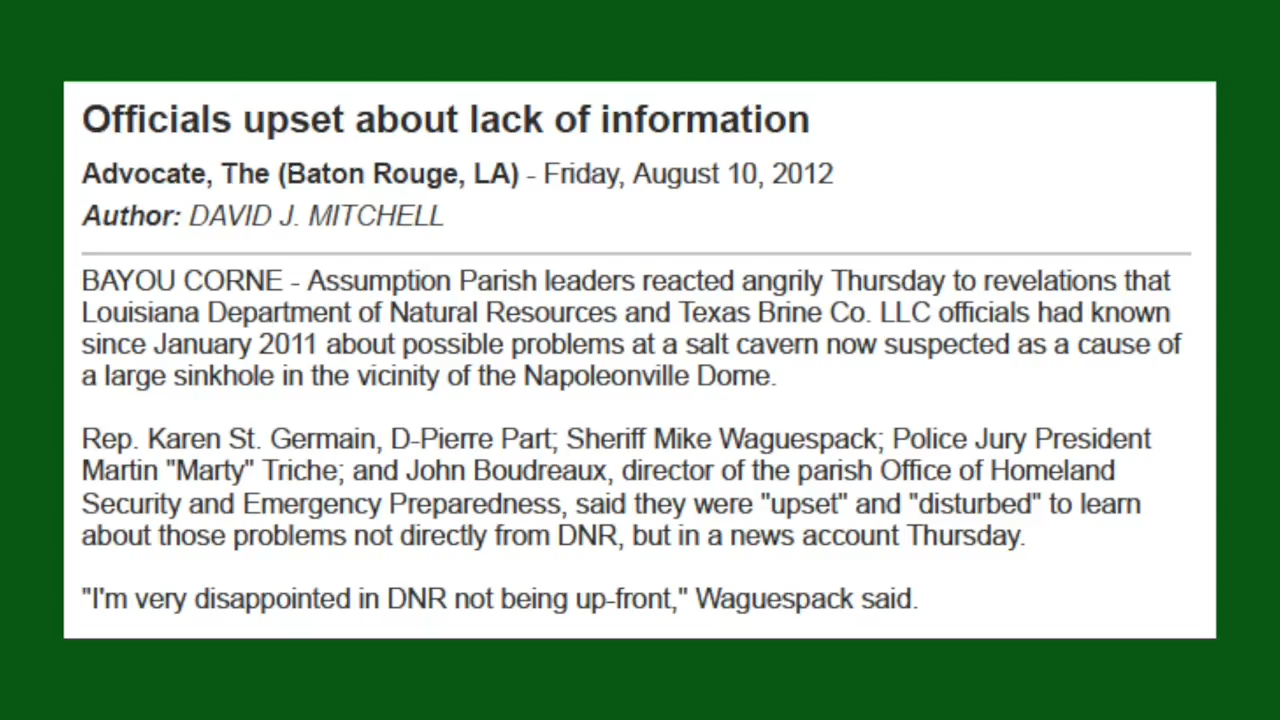 Officials upset about lack of information
Advocate, The (Baton Rouge, LA) - Friday, August 10, 2012
Author: DAVID J. MITCHELL
BAYOU CORNE - Assumption Parish leaders reacted angrily Thursday to revelations that
Louisiana Department of Natural Resources and Texas Brine Co. LLC officials had known
since January 2011 about possible problems at a salt cavern now suspected as a cause of
a large sinkhole in the vicinity of the Napoleonville Dome.
Rep. Karen St. Germain, D-Pierre Part; Sheriff Mike Waguespack; Police Jury President
Martin "Marty" Triche; and John Boudreaux, director of the parish Office of Homeland
Security and Emergency Preparedness, said they were "upset" and "disturbed" to learn
about those problems not directly from DNR, but in a news account Thursday.
"I'm very disappointed in DNR not being up-front," Waguespack said.